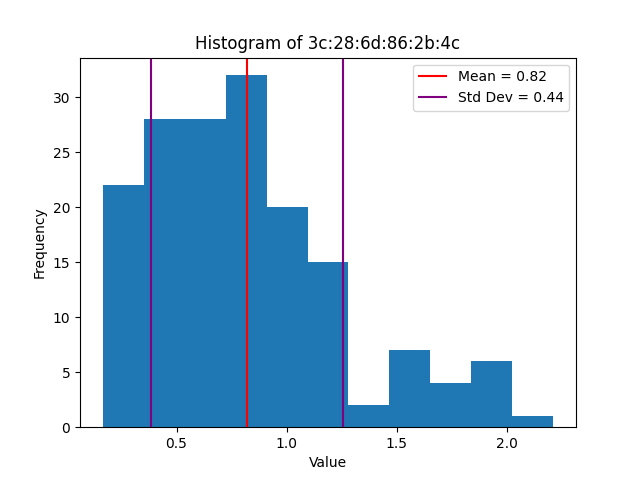 Histogram of 3c:28:6d:86:2b:4c
Mean = 0.82
Std Dev = 0.44
Frequency
30
25
20
15
10
5
0
0.5
1.0
1.5
2.0
Value